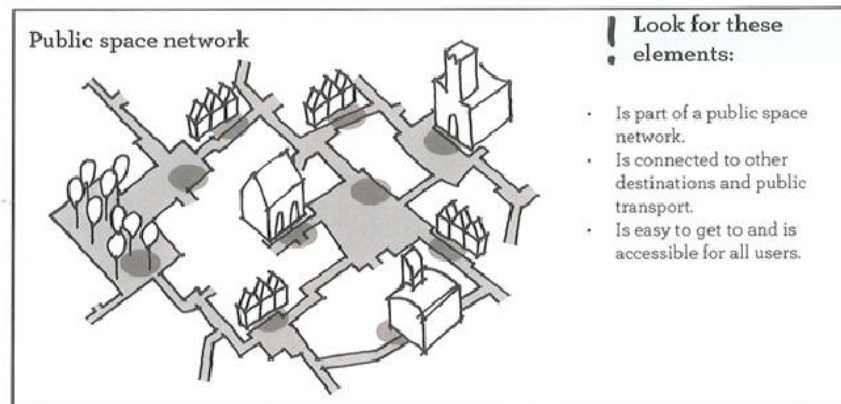 Public space network
! Look for these
elements:
· Is part of a public space
network.
· Is connected to other
destinations and public
transport.
· Is easy to get to and is
accessible for all users.